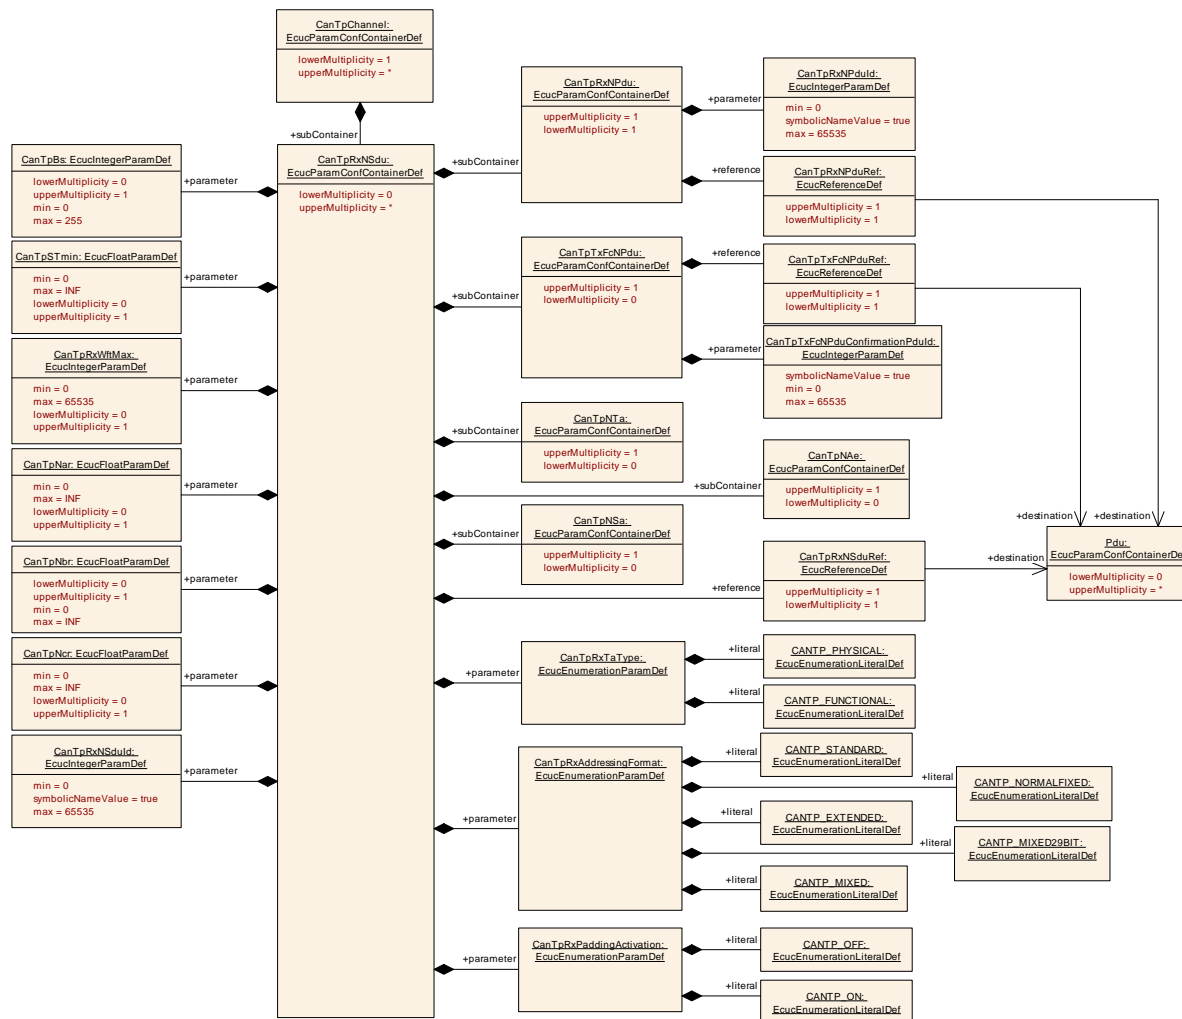 CanTpChannel:
EcucParamConfContainerDef
lowerMultiplicity = 1
upperMultiplicity = *
+subContainer
CanTpRxNSdu:
EcucParamConfContainerDef
lowerMultiplicity = 0
upperMultiplicity = *
CanTpBs: EcucIntegerParamDef
lowerMultiplicity = 0
upperMultiplicity = 1
min = 0
max = 255
+parameter
CanTpSTmin: EcucFloatParamDef
min = 0
max = INF
lowerMultiplicity = 0
upperMultiplicity = 1
+parameter
CanTpRxWftMax:
EcucIntegerParamDef
min = 0
max = 65535
lowerMultiplicity = 0
upperMultiplicity = 1
+parameter
CanTpNar: EcucFloatParamDef
min = 0
max = INF
lowerMultiplicity = 0
upperMultiplicity = 1
+parameter
CanTpNbr: EcucFloatParamDef
lowerMultiplicity = 0
upperMultiplicity = 1
min = 0
max = INF
+parameter
CanTpNcr: EcucFloatParamDef
min = 0
max = INF
lowerMultiplicity = 0
upperMultiplicity = 1
+parameter
CanTpRxNSduId:
EcucIntegerParamDef
min = 0
symbolicNameValue = true
max = 65535
+parameter
+subContainer
CanTpRxNPdu:
EcucParamConfContainerDef
upperMultiplicity = 1
lowerMultiplicity = 1
+parameter
CanTpRxNPduId:
EcucIntegerParamDef
min = 0
symbolicNameValue = true
max = 65535
+reference
CanTpRxNPduRef:
EcucReferenceDef
upperMultiplicity = 1
lowerMultiplicity = 1
+subContainer
CanTpTxFcNPdu:
EcucParamConfContainerDef
upperMultiplicity = 1
lowerMultiplicity = 0
+reference
CanTpTxFcNPduRef:
EcucReferenceDef
upperMultiplicity = 1
lowerMultiplicity = 1
+parameter
CanTpTxFcNPduConfirmationPduId:
EcucIntegerParamDef
symbolicNameValue = true
min = 0
max = 65535
+subContainer
CanTpNTa:
EcucParamConfContainerDef
upperMultiplicity = 1
lowerMultiplicity = 0
+subContainer
CanTpNAe:
EcucParamConfContainerDef
upperMultiplicity = 1
lowerMultiplicity = 0
+subContainer
CanTpNSa:
EcucParamConfContainerDef
upperMultiplicity = 1
lowerMultiplicity = 0
+reference
CanTpRxNSduRef:
EcucReferenceDef
upperMultiplicity = 1
lowerMultiplicity = 1
+destination
+destination
+destination
Pdu:
EcucParamConfContainerDe
lowerMultiplicity = 0
upperMultiplicity = *
+parameter
CanTpRxTaType:
EcucEnumerationParamDef
+literal
CANTP_PHYSICAL:
EcucEnumerationLiteralDef
+literal
CANTP_FUNCTIONAL:
EcucEnumerationLiteralDef
+parameter
CanTpRxAddressingFormat:
EcucEnumerationParamDef
+literal
CANTP_STANDARD:
EcucEnumerationLiteralDef
+literal
CANTP_NORMALFIXED:
EcucEnumerationLiteralDef
+literal
CANTP_EXTENDED:
EcucEnumerationLiteralDef
+literal
CANTP_MIXED29BIT:
EcucEnumerationLiteralDef
+literal
CANTP_MIXED:
EcucEnumerationLiteralDef
+parameter
CanTpRxPaddingActivation:
EcucEnumerationParamDef
+literal
CANTP_OFF:
EcucEnumerationLiteralDef
+literal
CANTP_ON:
EcucEnumerationLiteralDef